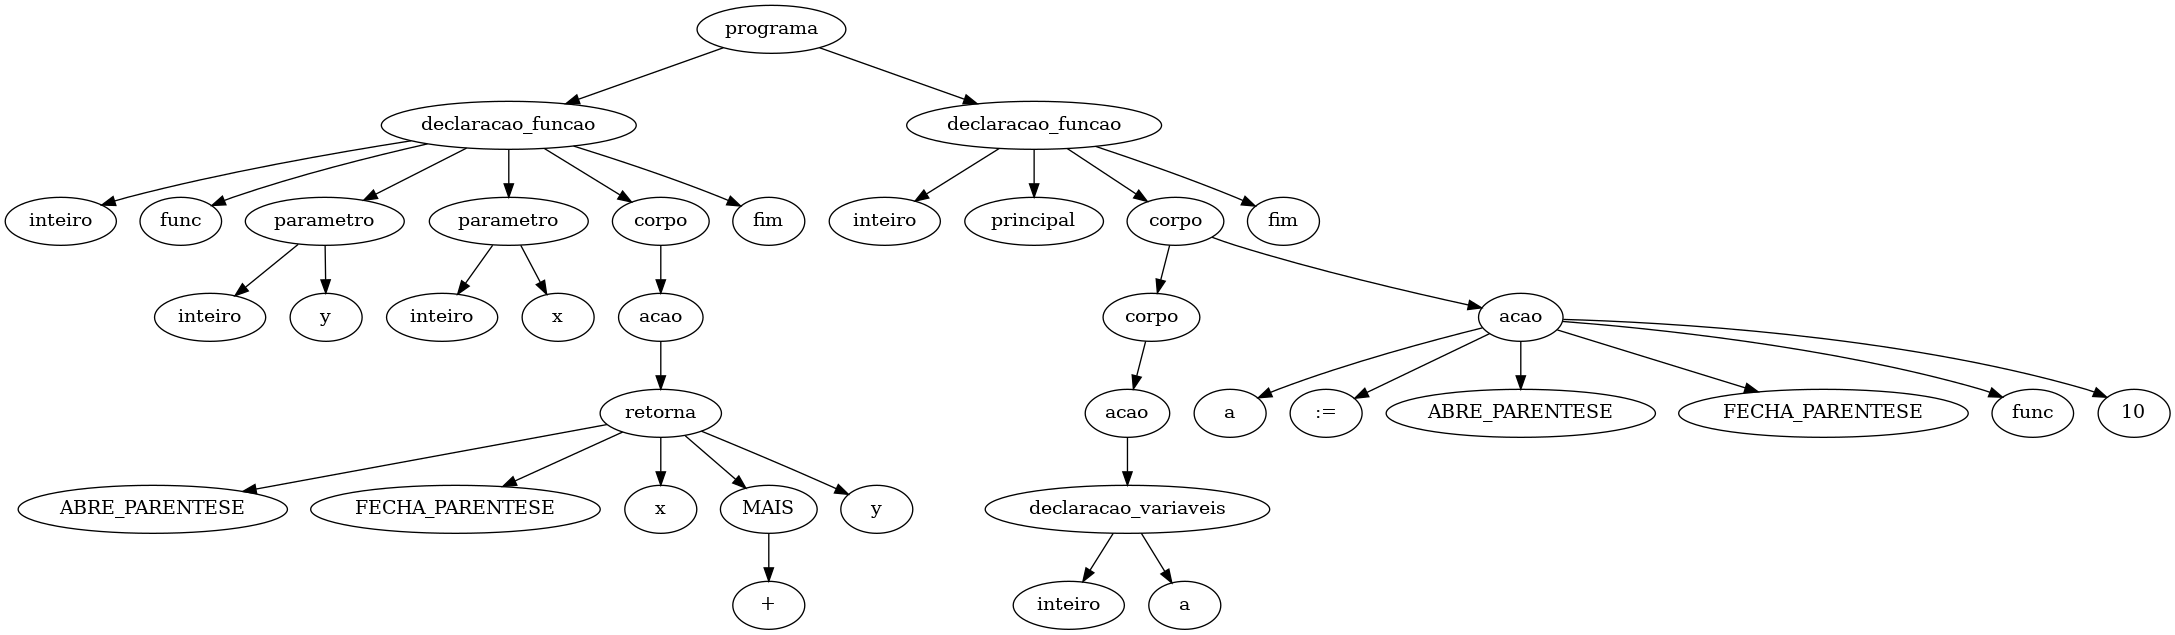 programa
declaracao_funcao declaracao_funcao
inteiro func parametro parametro corpo fim inteiro principal corpo fim
inteiro y inteiro x acao corpo acao
retorna acao a := ABRE_PARENTESE FECHA_PARENTESE func 10
ABRE_PARENTESE FECHA_PARENTESE x MAIS y declaracao_variaveis
+ inteiro a